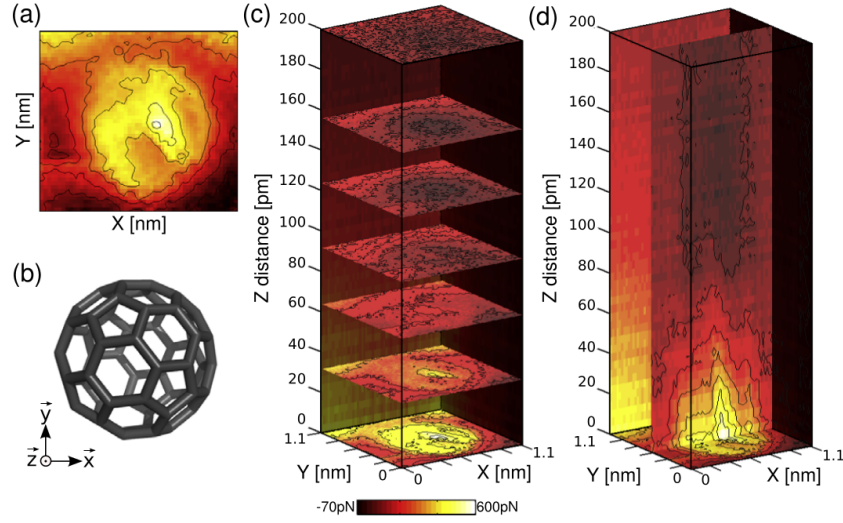 (a)
Y [nm]
X [nm]
(b)
y
z
x
(c)
200
180
160
140
120
100
80
60
40
20
0
Z distance [pm]
1.1
Y [nm]
0
0
X [nm]
1.1
(d)
200
180
160
140
120
100
80
60
40
20
0
Z distance [pm]
1.1
Y [nm]
0
0
X [nm]
1.1
-70pN
600pN